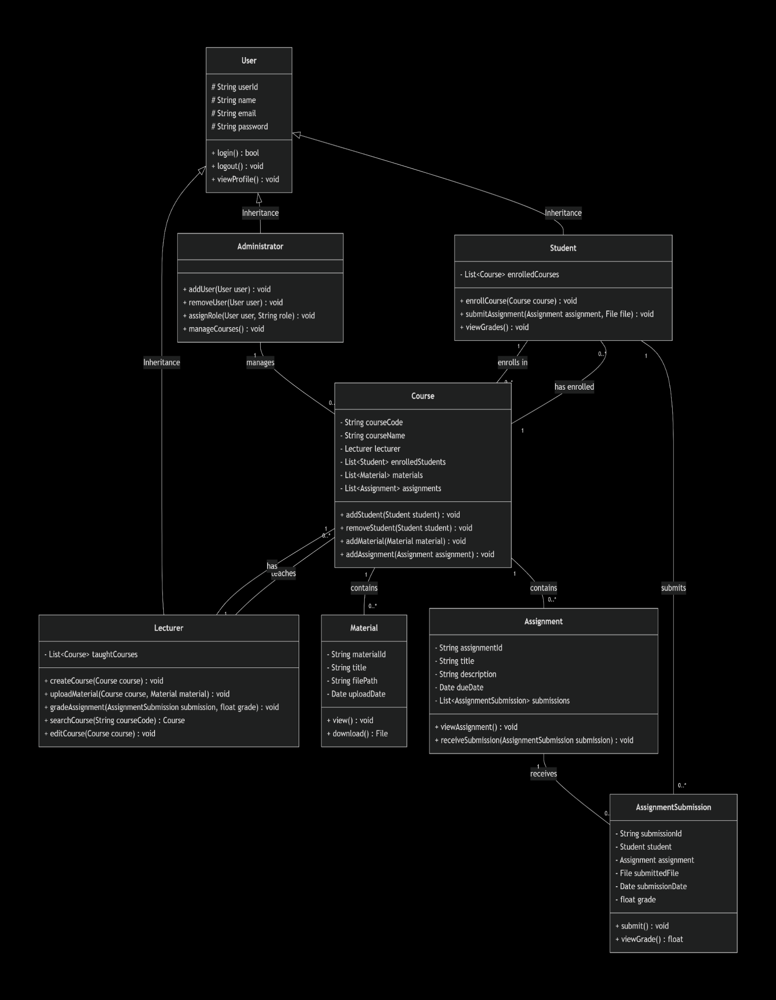 User
# String userId
# String name
# String email
# String password
+ login() : bool
+ logout() : void
+ viewProfile() : void
Inheritance
Inheritance
Administrator
+ addUser(User user) : void
+ removeUser(User user) : void
+ assignRole(User user, String role) : void
+ manageCourses() : void
Student
- List<Course> enrolledCourses
+ enrollCourse(Course course) : void
+ submitAssignment(Assignment assignment, File file) : void
+ viewGrades() : void
Inheritance
1
manages
0..
1
enrolls in
0..*
0..*
has enrolled
1
1
submits
0..*
Course
- String courseCode
- String courseName
- Lecturer lecturer
- List<Student> enrolledStudents
- List<Material> materials
- List<Assignment> assignments
+ addStudent(Student student) : void
+ removeStudent(Student student) : void
+ addMaterial(Material material) : void
+ addAssignment(Assignment assignment) : void
1
0..*
has
teaches
1
1
contains
0..*
1
contains
0..*
Lecturer
- List<Course> taughtCourses
+ createCourse(Course course) : void
+ uploadMaterial(Course course, Material material) : void
+ gradeAssignment(AssignmentSubmission submission, float grade) : void
+ searchCourse(String courseCode) : Course
+ editCourse(Course course) : void
Material
- String materialId
- String title
- String filePath
- Date uploadDate
+ view() : void
+ download() : File
Assignment
- String assignmentId
- String title
- String description
- Date dueDate
- List<AssignmentSubmission> submissions
+ viewAssignment() : void
+ receiveSubmission(AssignmentSubmission submission) : void
1
receives
0..
AssignmentSubmission
- String submissionId
- Student student
- Assignment assignment
- File submittedFile
- Date submissionDate
- float grade
+ submit() : void
+ viewGrade() : float